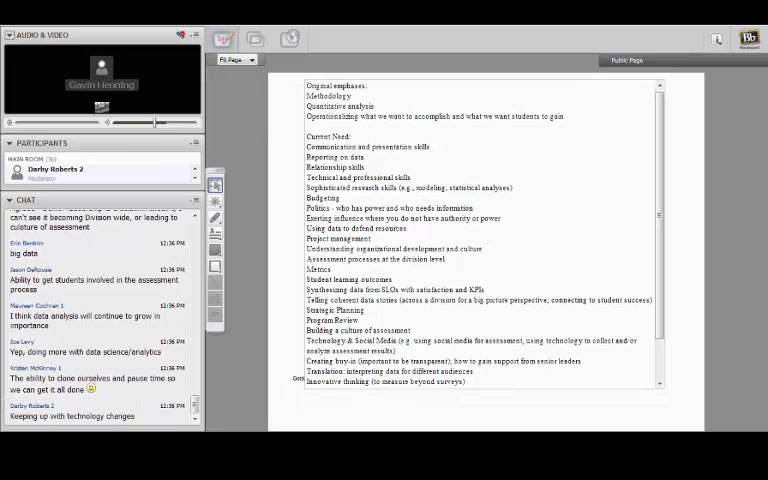 AUDIO & VIDEO
Gavin Henning
PARTICIPANTS
MAIN ROOM (36)
Darby Roberts 2
Moderator
CHAT
can't see it becoming Division wide, or leading to
culature of assessment
Erin Bentrim 12:36 PM
big data
Jason DeRousie 12:36 PM
Ability to get students involved in the assessment
process
Maureen Cochran 1 12:36 PM
I think data analysis will continue to grow in
importance
Joe Levy 12:36 PM
Yep, doing more with data science/analytics
Kristen McKinney 1 12:36 PM
The ability to clone ourselves and pause time so
we can get it all done
Darby Roberts 2 12:36 PM
Keeping up with technology changes
Fit Page
Public Page
Bb
Original emphases:
Methodology
Quantitative analysis
Operationalizing what we want to accomplish and what we want students to gain
Current Need:
Communication and presentation skills
Reporting on data
Relationship skills
Technical and professional skills
Sophisticated research skills (e.g., modeling, statistical analyses)
Budgeting
Politics - who has power and who needs information
Exerting influence where you do not have authority or power
Using data to defend resources
Project management
Understanding organizational development and culture
Assessment processes at the division level
Metrics
Student learning outcomes
Synthesizing data from SLOs with satisfaction and KPIs
Telling coherent data stories (across a division for a big picture perspective; connecting to student success)
Strategic Planning
Program Review
Building a culture of assessment
Technology & Social Media (e.g. using social media for assessment, using technology to collect and/or
analyze assessment results)
Creating buy-in (important to be transparent); how to gain support from senior leaders
Translation: interpreting data for different audiences
Innovative thinking (to measure beyond surveys)